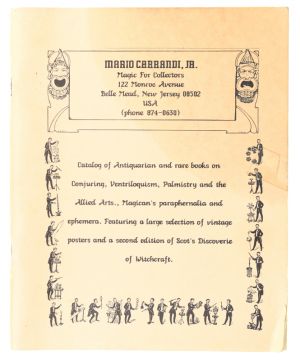 MARIO CARRANDI, JR.
Magic For Collectors
122 Monroe Avenue
Belle Mead, New Jersey 08502
USA
(phone 874-0630)
Catalog of Antiquarian and rare books on
Conjuring, Ventriloquism, Palmistry and the
Allied Arts., Magican's paraphernalia and
ephemera. Featuring a large selection of vintage
posters and a second edition of Scot's Discoverie
of Witchcraft.